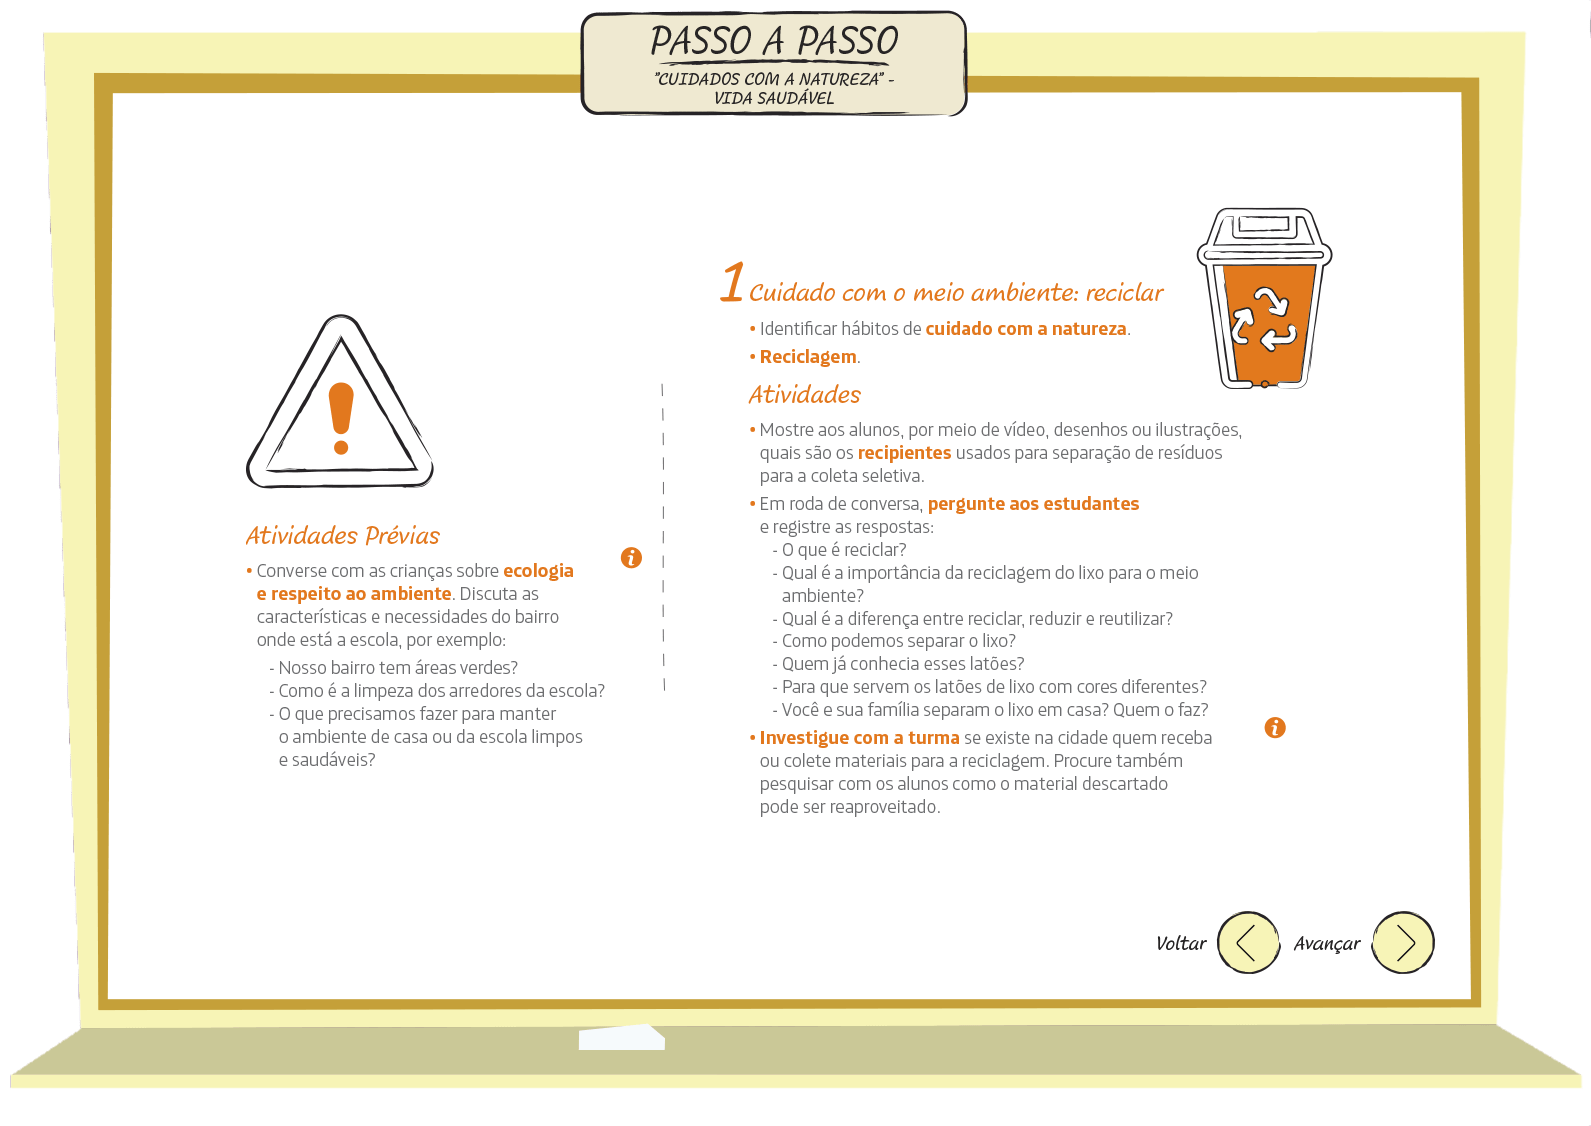 PASSO A PASSO
"CUIDADOS COM A NATUREZA" -
VIDA SAUDÁVEL
Atividades Prévias
• Converse com as crianças sobre ecologia
e respeito ao ambiente. Discuta as
características e necessidades do bairro
onde está a escola, por exemplo:
- Nosso bairro tem áreas verdes?
- Como é a limpeza dos arredores da escola?
- O que precisamos fazer para manter
o ambiente de casa ou da escola limpos
e saudáveis?
i
1 Cuidado com o meio ambiente: reciclar
• Identificar hábitos de cuidado com a natureza.
• Reciclagem.
Atividades
• Mostre aos alunos, por meio de vídeo, desenhos ou ilustrações,
quais são os recipientes usados para separação de resíduos
para a coleta seletiva.
• Em roda de conversa, pergunte aos estudantes
e registre as respostas:
- O que é reciclar?
- Qual é a importância da reciclagem do lixo para o meio
ambiente?
- Qual é a diferença entre reciclar, reduzir e reutilizar?
- Como podemos separar o lixo?
- Quem já conhecia esses latões?
- Para que servem os latões de lixo com cores diferentes?
- Você e sua família separam o lixo em casa? Quem o faz?
• Investigue com a turma se existe na cidade quem receba
ou colete materiais para a reciclagem. Procure também
pesquisar com os alunos como o material descartado
pode ser reaproveitado.
i
Voltar
Avançar